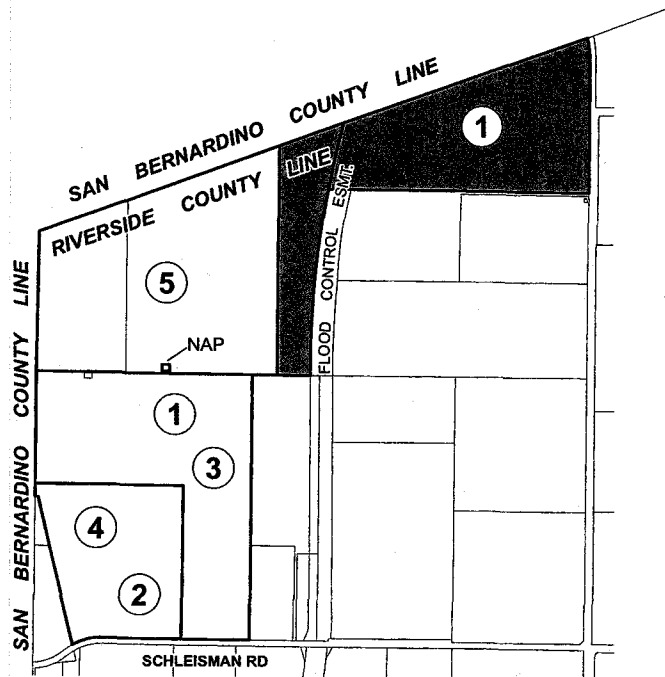 SAN BERNARDINO COUNTY LINE
RIVERSIDE COUNTY LINE
1
FLOOD CONTROL ESMT.
5
NAP
SAN BERNARDINO COUNTY LINE
1
3
4
2
SCHLEISMAN RD